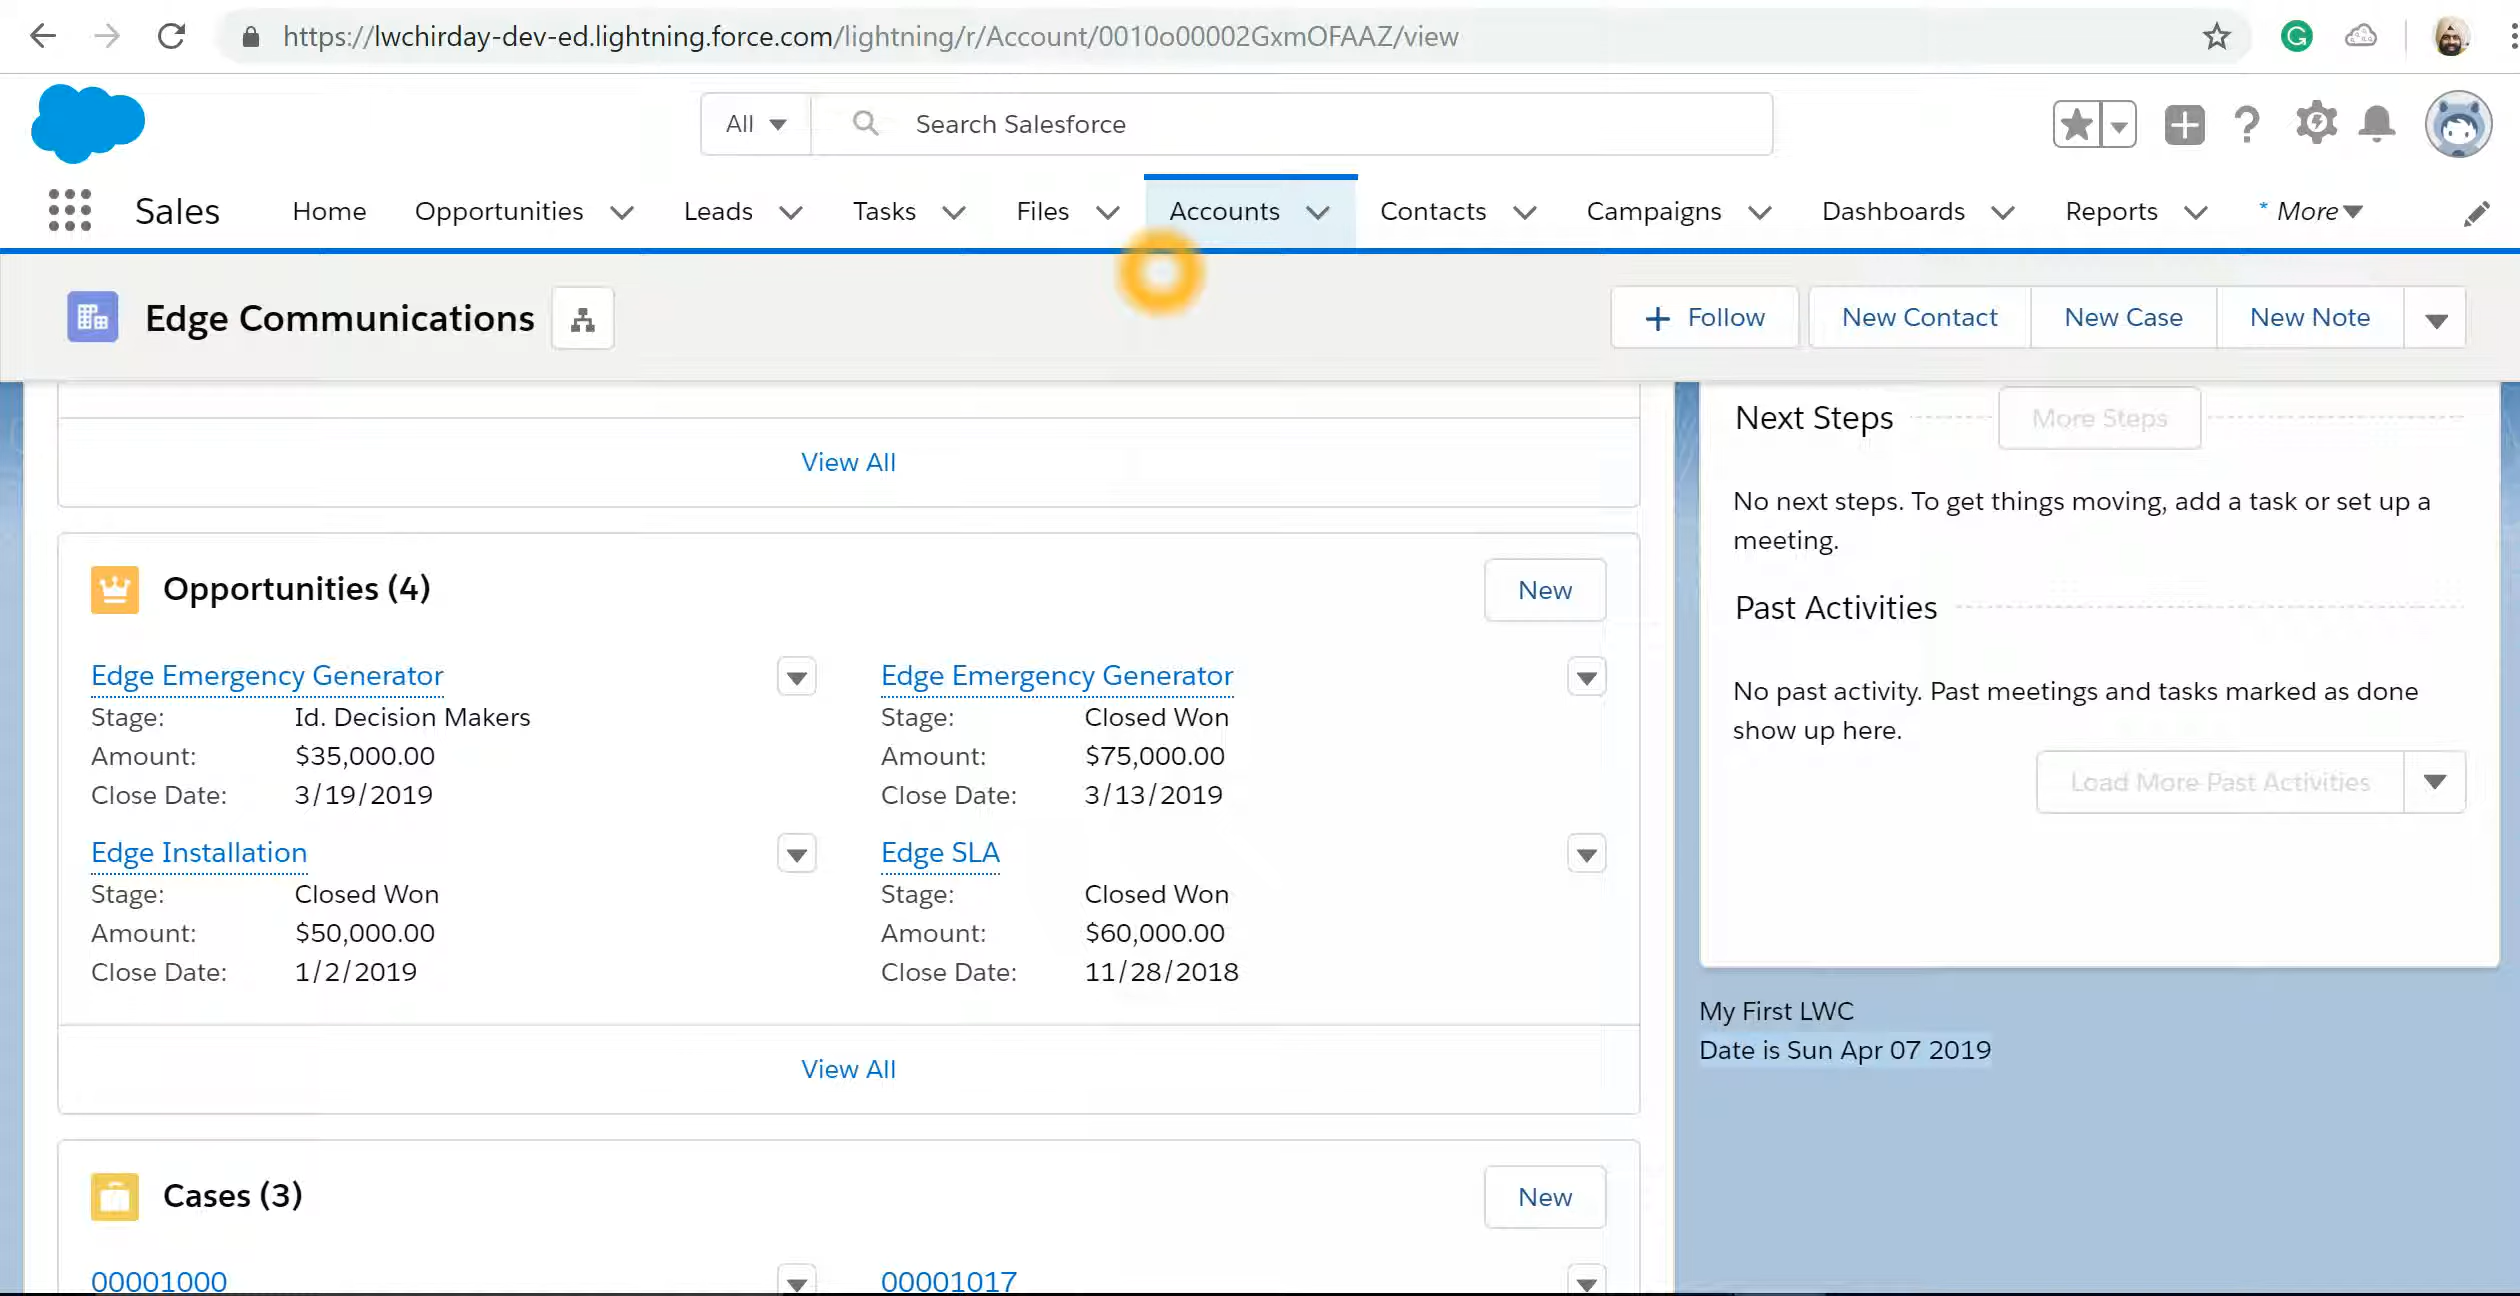 https://lwchirday-dev-ed.lightning.force.com/lightning/r/Account/0010o00002GxmOFAAZ/view
All
Search Salesforce
Sales
Home
Opportunities
Leads
Tasks
Files
Accounts
Contacts
Campaigns
Dashboards
Reports
* More
Edge Communications
+ Follow
New Contact
New Case
New Note
View All
Opportunities (4)
New
Edge Emergency Generator
Stage: Id. Decision Makers
Amount: $35,000.00
Close Date: 3/19/2019
Edge Emergency Generator
Stage: Closed Won
Amount: $75,000.00
Close Date: 3/13/2019
Edge Installation
Stage: Closed Won
Amount: $50,000.00
Close Date: 1/2/2019
Edge SLA
Stage: Closed Won
Amount: $60,000.00
Close Date: 11/28/2018
View All
Cases (3)
New
00001000
00001017
Next Steps
More Steps
No next steps. To get things moving, add a task or set up a
meeting.
Past Activities
No past activity. Past meetings and tasks marked as done
show up here.
Load More Past Activities
My First LWC
Date is Sun Apr 07 2019